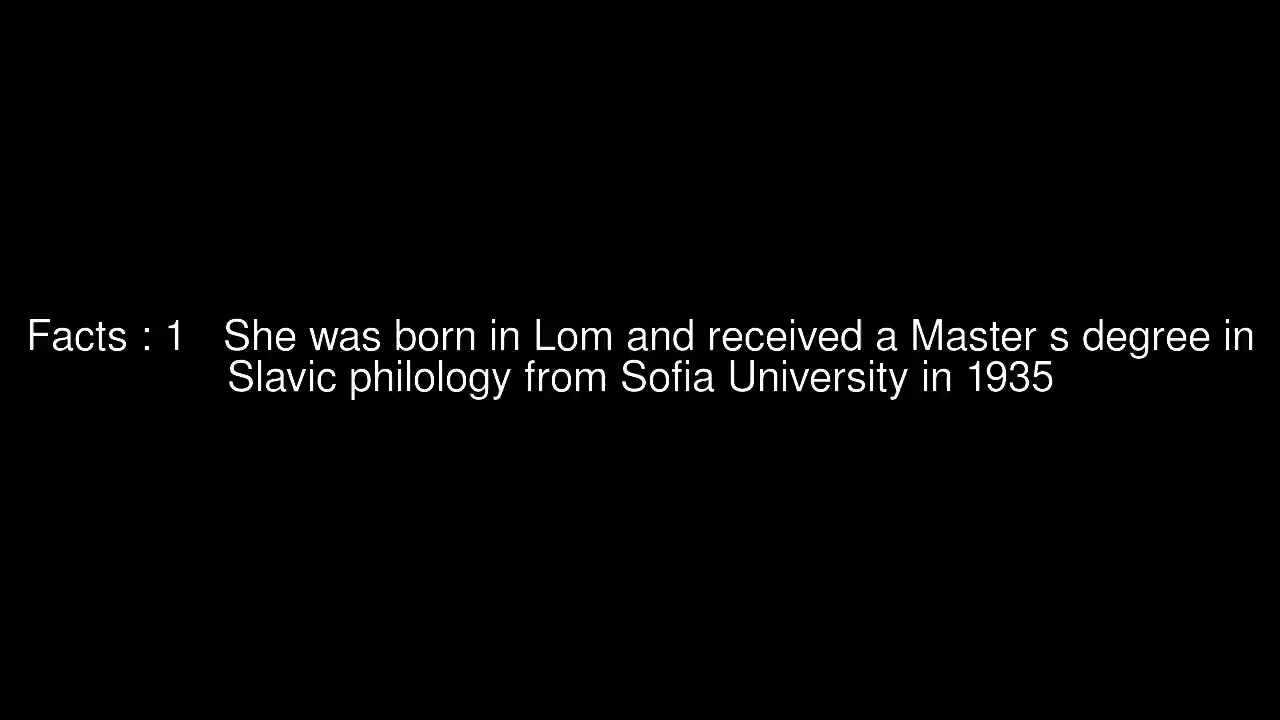 Facts : 1 She was born in Lom and received a Master s degree in
Slavic philology from Sofia University in 1935